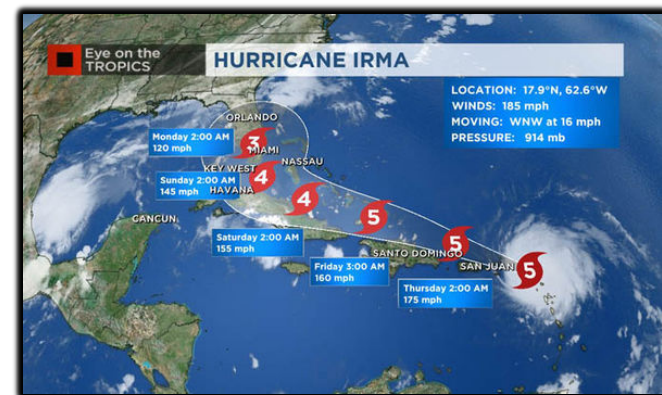 Eye on the
TROPICS
HURRICANE IRMA
LOCATION: 17.9°N, 62.6°W
WINDS: 185 mph
MOVING: WNW at 16 mph
PRESSURE: 914 mb
ORLANDO
Monday 2:00 AM
120 mph
3
MIAMI
NASSAU
KEY WEST
4
Sunday 2:00 AM
145 mph
HAVANA
4
CANCUN
5
Saturday 2:00 AM
155 mph
5
SANTO DOMINGO
SAN JUAN
5
Friday 3:00 AM
160 mph
Thursday 2:00 AM
175 mph